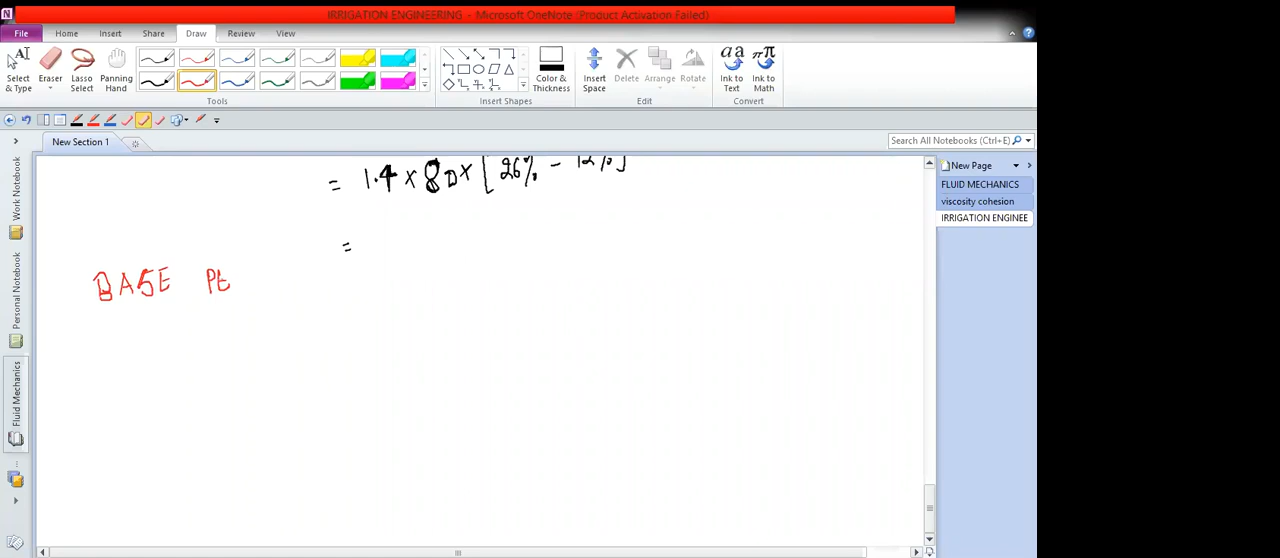 IRRIGATION ENGINEERING - Microsoft OneNote (Product Activation Failed)
File Home Insert Share Draw Review View
Select & Type Eraser Lasso Select Panning Hand Color & Thickness Insert Space Delete Arrange Rotate Ink to Text Ink to Math
Tools Insert Shapes Edit Convert
New Section 1 Search All Notebooks (Ctrl+E)
Work Notebook
Personal Notebook
Fluid Mechanics
= 1.4 × 80 × [26% - 12%]
=
BASE PE
New Page
FLUID MECHANICS
viscosity cohesion
IRRIGATION ENGINEE